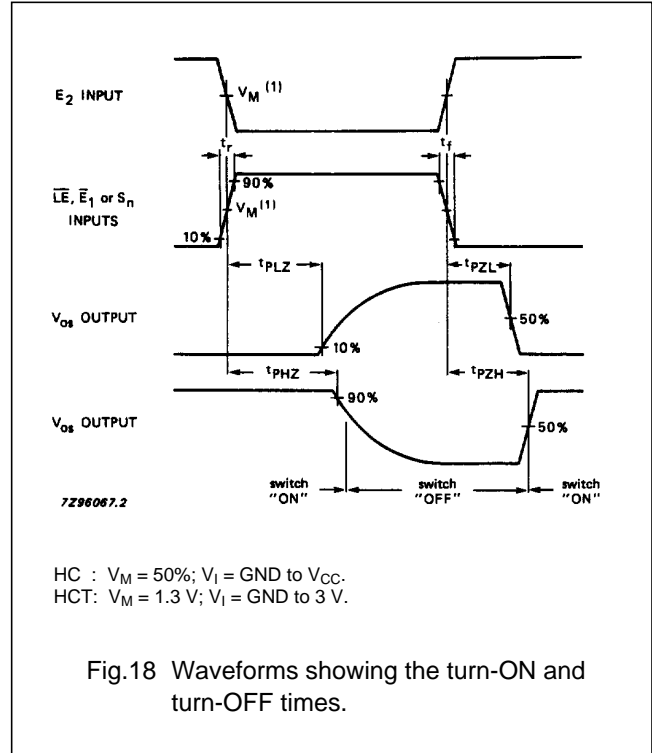 E2 INPUT
VM (1)
tr
tf
LE, E1 or Sn
INPUTS
90%
VM(1)
10%
tPLZ
tPZL
Vos OUTPUT
50%
10%
tPHZ
tPZH
90%
Vos OUTPUT
50%
switch "ON"
switch "OFF"
switch "ON"
7Z96067.2
HC : VM = 50%; VI = GND to VCC.
HCT: VM = 1.3 V; VI = GND to 3 V.
Fig.18 Waveforms showing the turn-ON and
turn-OFF times.